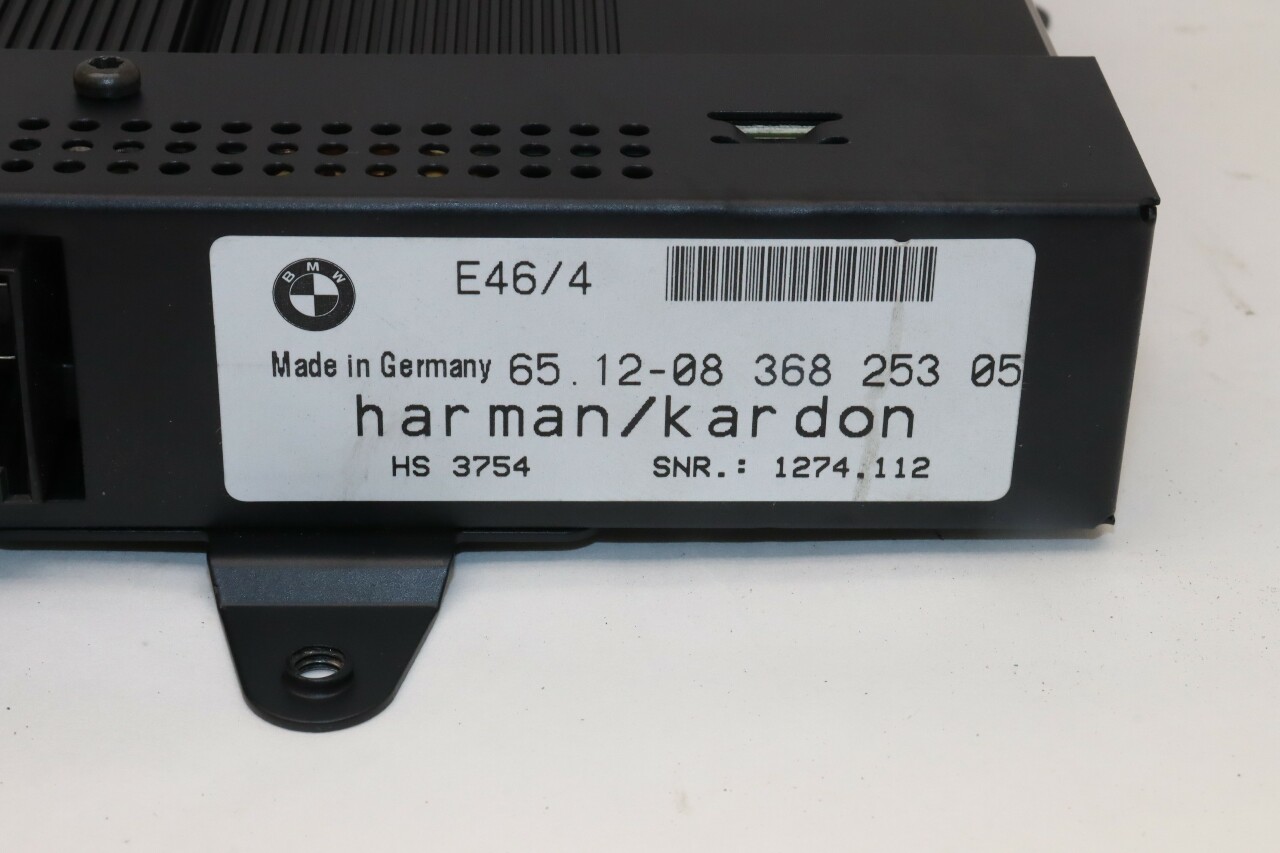 BMW
E46/4
Made in Germany 65.12-08 368 253 05
harman/kardon
HS 3754 SNR.: 1274.112